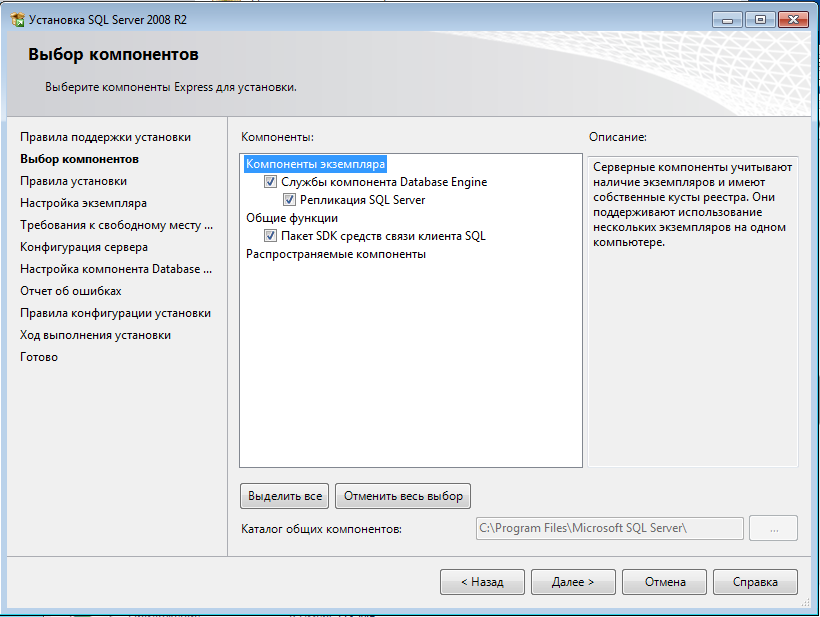 Установка SQL Server 2008 R2
Выбор компонентов
Выберите компоненты Express для установки.
Правила поддержки установки
Выбор компонентов
Правила установки
Настройка экземпляра
Требования к свободному месту ...
Конфигурация сервера
Настройка компонента Database ...
Отчет об ошибках
Правила конфигурации установки
Ход выполнения установки
Готово
Компоненты:
Компоненты экземпляра
Службы компонента Database Engine
Репликация SQL Server
Общие функции
Пакет SDK средств связи клиента SQL
Распространяемые компоненты
Описание:
Серверные компоненты учитывают
наличие экземпляров и имеют
собственные кусты реестра. Они
поддерживают использование
нескольких экземпляров на одном
компьютере.
Выделить все
Отменить весь выбор
Каталог общих компонентов:
C:\Program Files\Microsoft SQL Server\
...
< Назад
Далее >
Отмена
Справка